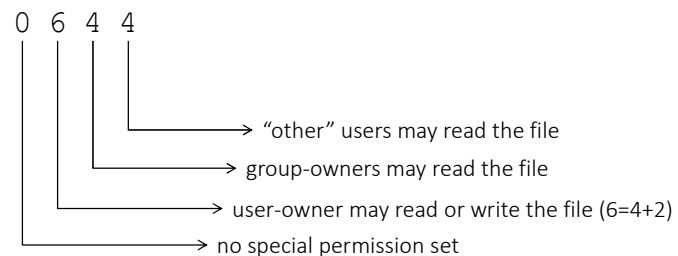 0 6 4 4
“other” users may read the file
group-owners may read the file
user-owner may read or write the file (6=4+2)
no special permission set